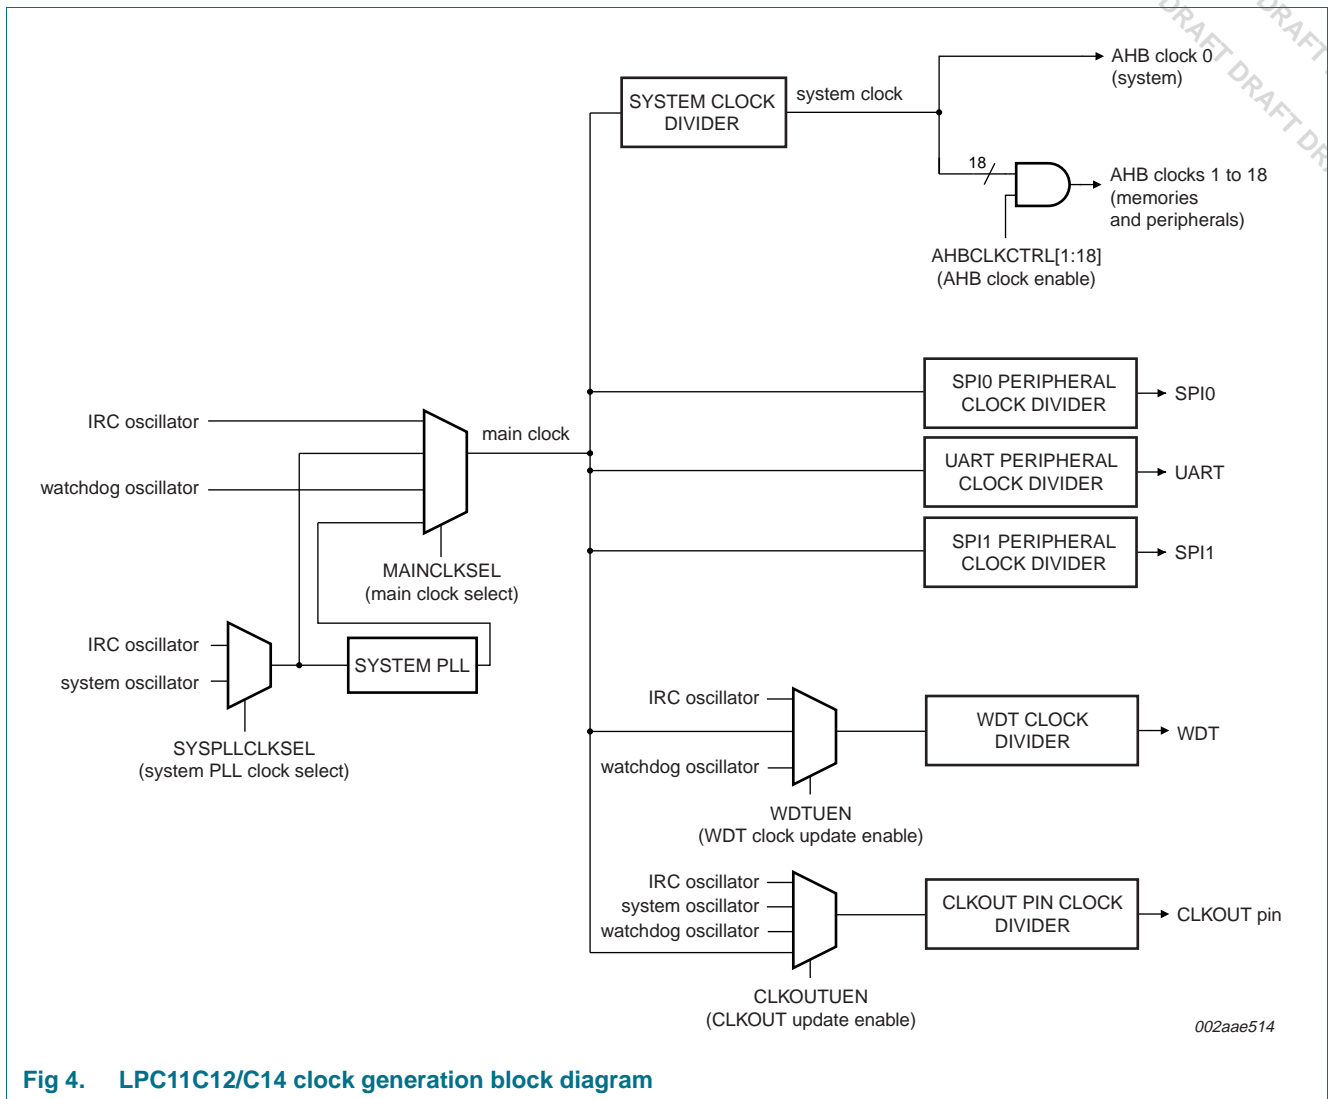 DRAFT DRAFT DRAFT
DRAFT
AHB clock 0
(system)
SYSTEM CLOCK
DIVIDER
system clock
18
AHB clocks 1 to 18
(memories
and peripherals)
AHBCLKCTRL[1:18]
(AHB clock enable)
SPI0 PERIPHERAL
CLOCK DIVIDER
SPI0
IRC oscillator
main clock
UART PERIPHERAL
CLOCK DIVIDER
UART
watchdog oscillator
SPI1 PERIPHERAL
CLOCK DIVIDER
SPI1
MAINCLKSEL
(main clock select)
IRC oscillator
system oscillator
SYSTEM PLL
SYSPLLCLKSEL
(system PLL clock select)
IRC oscillator
watchdog oscillator
WDT CLOCK
DIVIDER
WDT
WDTUEN
(WDT clock update enable)
IRC oscillator
system oscillator
watchdog oscillator
CLKOUT PIN CLOCK
DIVIDER
CLKOUT pin
CLKOUTUEN
(CLKOUT update enable)
002aae514
Fig 4. LPC11C12/C14 clock generation block diagram